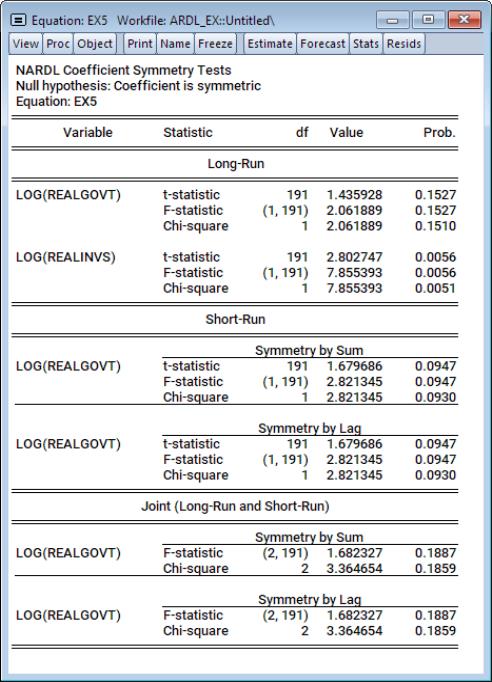 Equation: EX5 Workfile: ARDL_EX::Untitled\
View Proc Object Print Name Freeze Estimate Forecast Stats Resids
NARDL Coefficient Symmetry Tests
Null hypothesis: Coefficient is symmetric
Equation: EX5
Variable Statistic df Value Prob.
Long-Run
LOG(REALGOVT) t-statistic 191 1.435928 0.1527
F-statistic (1, 191) 2.061889 0.1527
Chi-square 1 2.061889 0.1510
LOG(REALINVS) t-statistic 191 2.802747 0.0056
F-statistic (1, 191) 7.855393 0.0056
Chi-square 1 7.855393 0.0051
Short-Run
Symmetry by Sum
LOG(REALGOVT) t-statistic 191 1.679686 0.0947
F-statistic (1, 191) 2.821345 0.0947
Chi-square 1 2.821345 0.0930
Symmetry by Lag
LOG(REALGOVT) t-statistic 191 1.679686 0.0947
F-statistic (1, 191) 2.821345 0.0947
Chi-square 1 2.821345 0.0930
Joint (Long-Run and Short-Run)
Symmetry by Sum
LOG(REALGOVT) F-statistic (2, 191) 1.682327 0.1887
Chi-square 2 3.364654 0.1859
Symmetry by Lag
LOG(REALGOVT) F-statistic (2, 191) 1.682327 0.1887
Chi-square 2 3.364654 0.1859